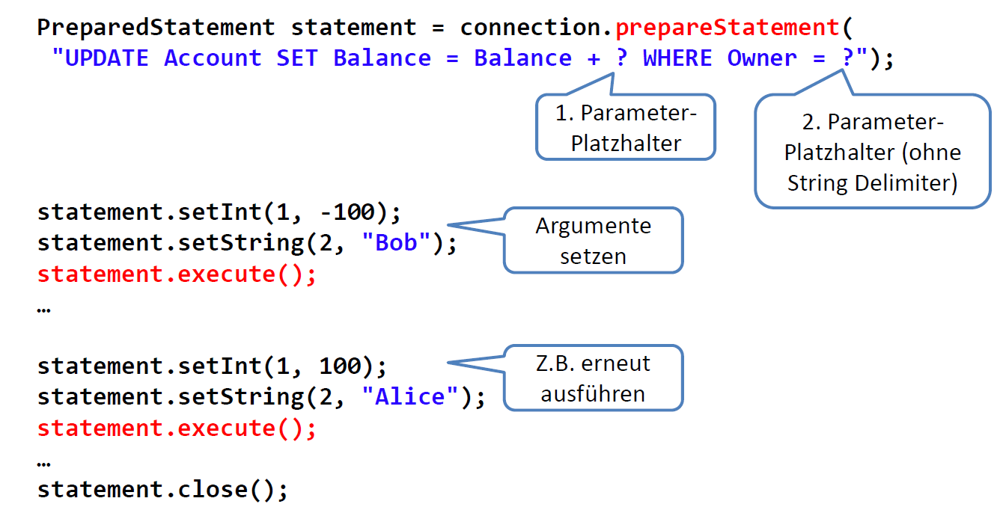 PreparedStatement statement = connection.prepareStatement(
"UPDATE Account SET Balance = Balance + ? WHERE Owner = ?");
1. Parameter-
Platzhalter
2. Parameter-
Platzhalter (ohne
String Delimiter)
statement.setInt(1, -100);
statement.setString(2, "Bob");
statement.execute();
…
Argumente
setzen
statement.setInt(1, 100);
statement.setString(2, "Alice");
statement.execute();
…
statement.close();
Z.B. erneut
ausführen